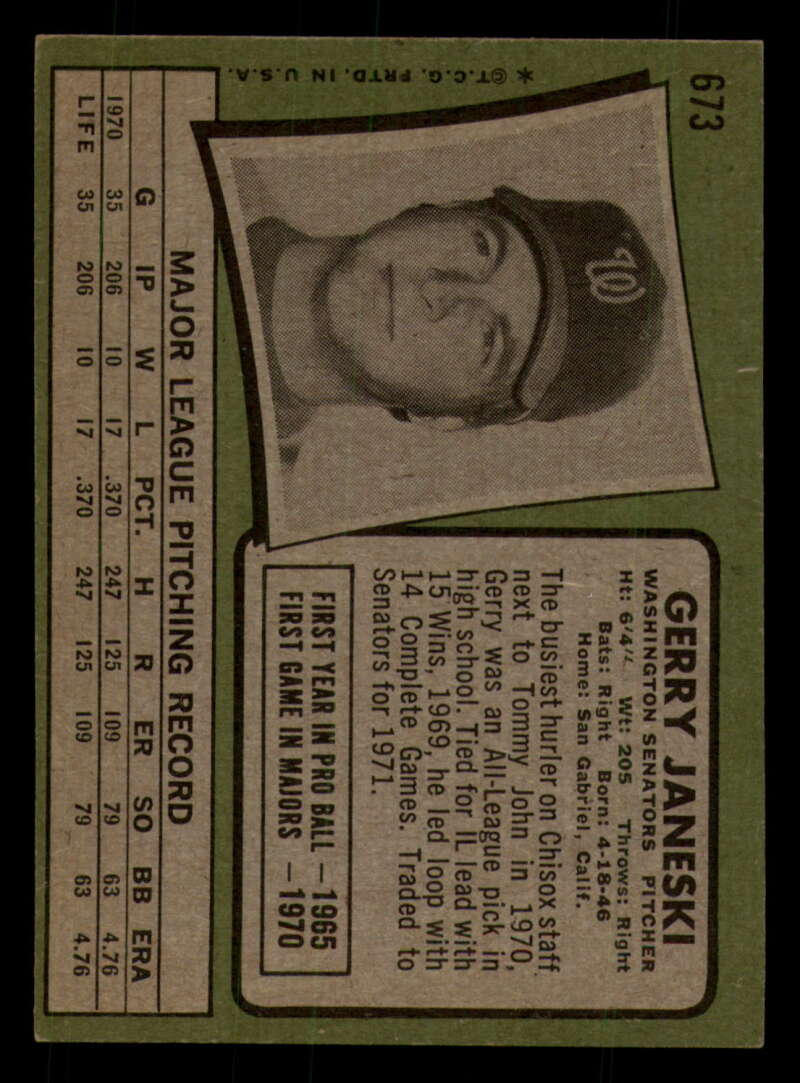 673
GERRY JANESKI
WASHINGTON SENATORS PITCHER
Ht: 6'4" Wt: 205 Throws: Right
Bats: Right Born: 4-18-46
Home: San Gabriel, Calif.
The busiest hurler on Chisox staff
next to Tommy John in 1970,
Gerry was an All-League pick in
high school. Tied for IL lead with
15 Wins, 1969, he led loop with
14 Complete Games. Traded to
Senators for 1971.
FIRST YEAR IN PRO BALL — 1965
FIRST GAME IN MAJORS — 1970
W
* ©T.C.G. PRTD. IN U.S.A.
MAJOR LEAGUE PITCHING RECORD
G IP W L PCT. H R ER SO BB ERA
1970 35 206 10 17 .370 247 125 109 79 63 4.76
LIFE 35 206 10 17 .370 247 125 109 79 63 4.76